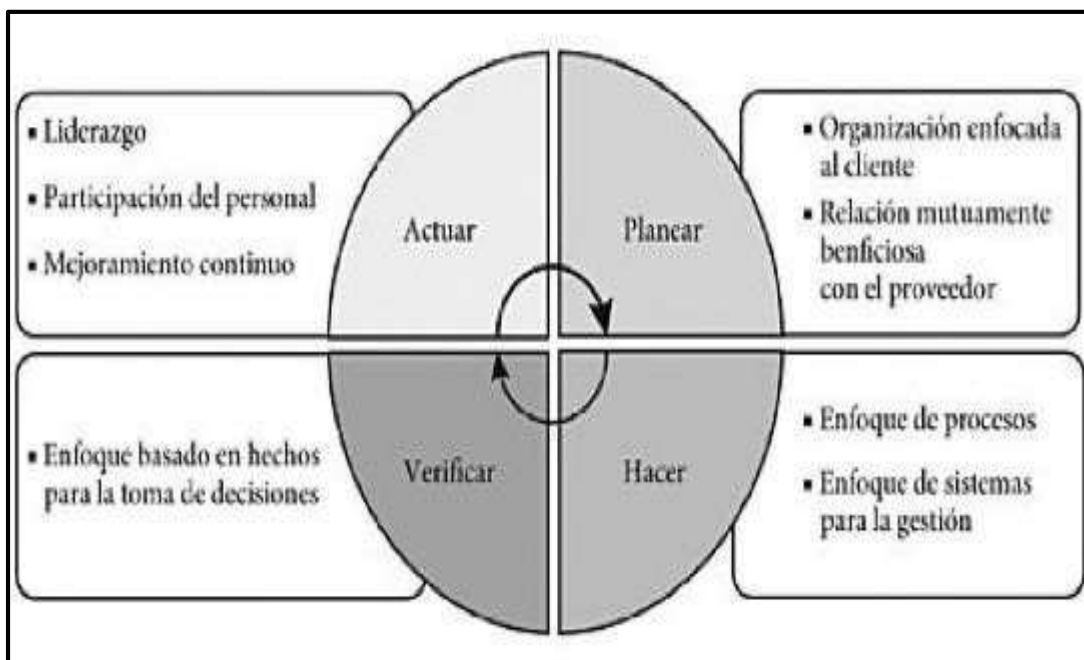 ▪ Liderazgo
▪ Participación del personal
▪ Mejoramiento continuo
Actuar
Planear
▪ Organización enfocada
al cliente
▪ Relación mutuamente
benficiosa
con el proveedor
▪ Enfoque basado en hechos
para la toma de decisiones
Verificar
Hacer
▪ Enfoque de procesos
▪ Enfoque de sistemas
para la gestión